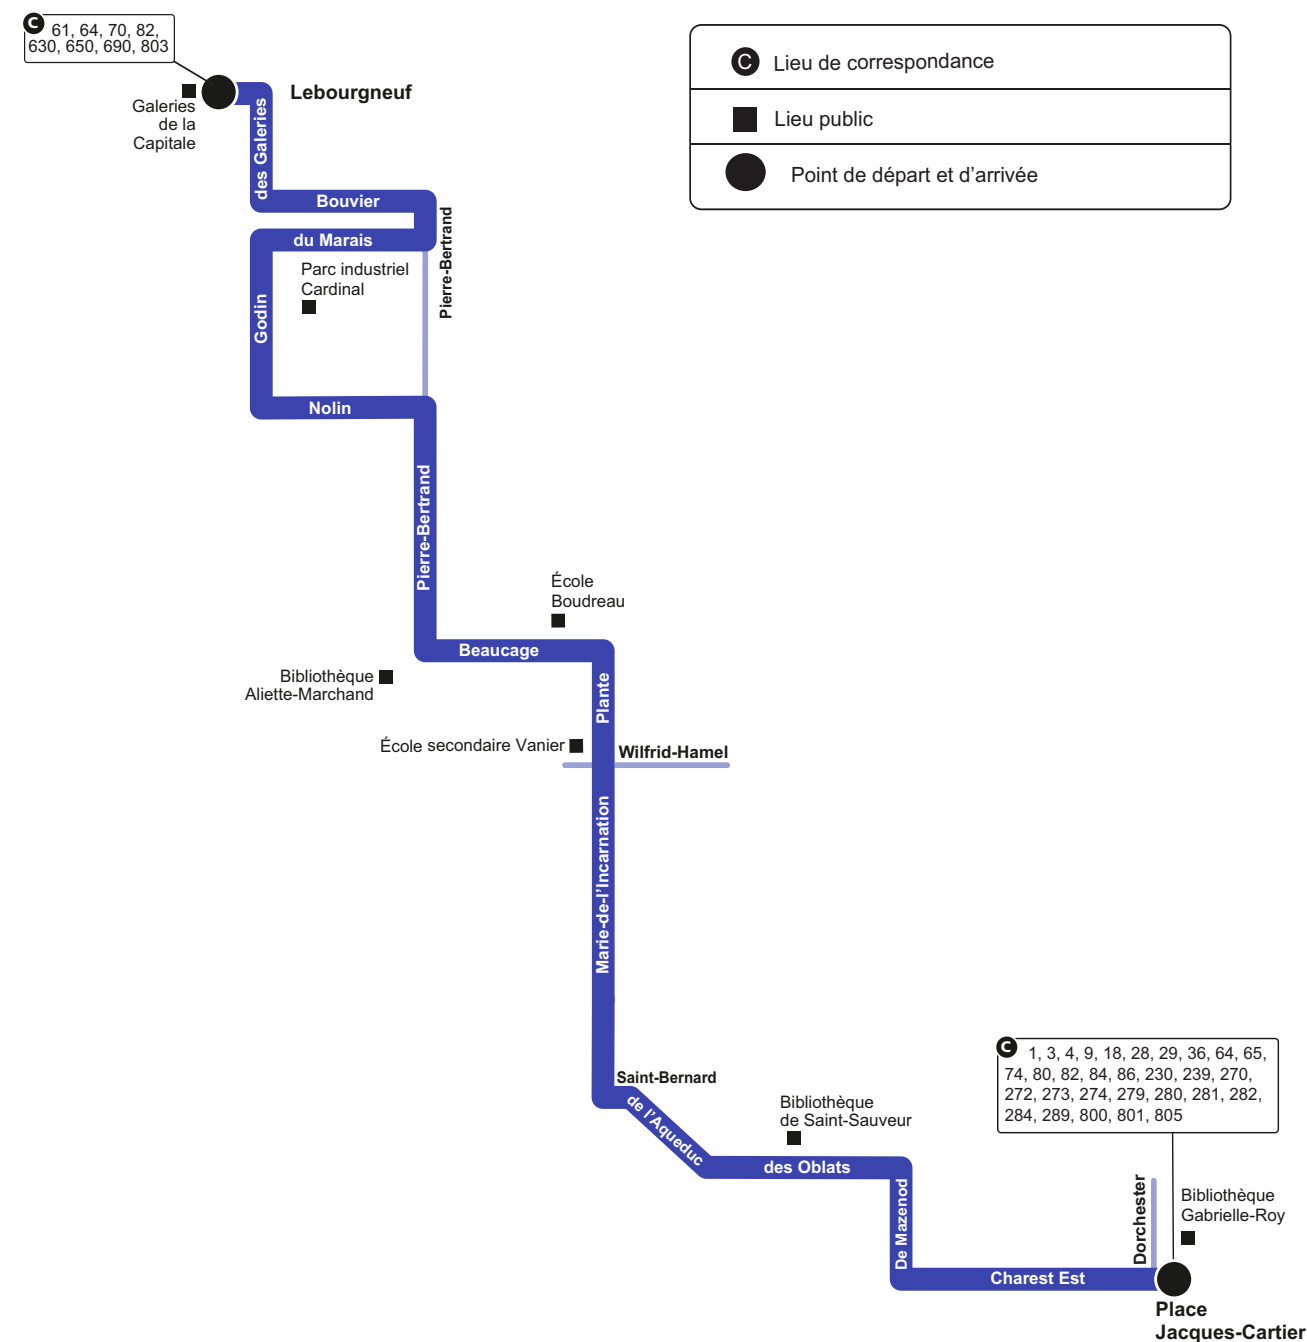 C 61, 64, 70, 82,
630, 650, 690, 803
Galeries
de la
Capitale
Lebourgneuf
C Lieu de correspondance
Lieu public
Point de départ et d'arrivée
des Galeries
Bouvier
du Marais
Pierre-Bertrand
Parc industriel
Cardinal
Godin
Nolin
Pierre-Bertrand
École
Boudreau
Beaucage
Bibliothèque
Aliette-Marchand
Plante
École secondaire Vanier
Wilfrid-Hamel
Marie-de-l'Incarnation
Saint-Bernard
de l'Aqueduc
Bibliothèque
de Saint-Sauveur
des Oblats
De Mazenod
C 1, 3, 4, 9, 18, 28, 29, 36, 64, 65,
74, 80, 82, 84, 86, 230, 239, 270,
272, 273, 274, 279, 280, 281, 282,
284, 289, 800, 801, 805
Dorchester
Bibliothèque
Gabrielle-Roy
Charest Est
Place
Jacques-Cartier